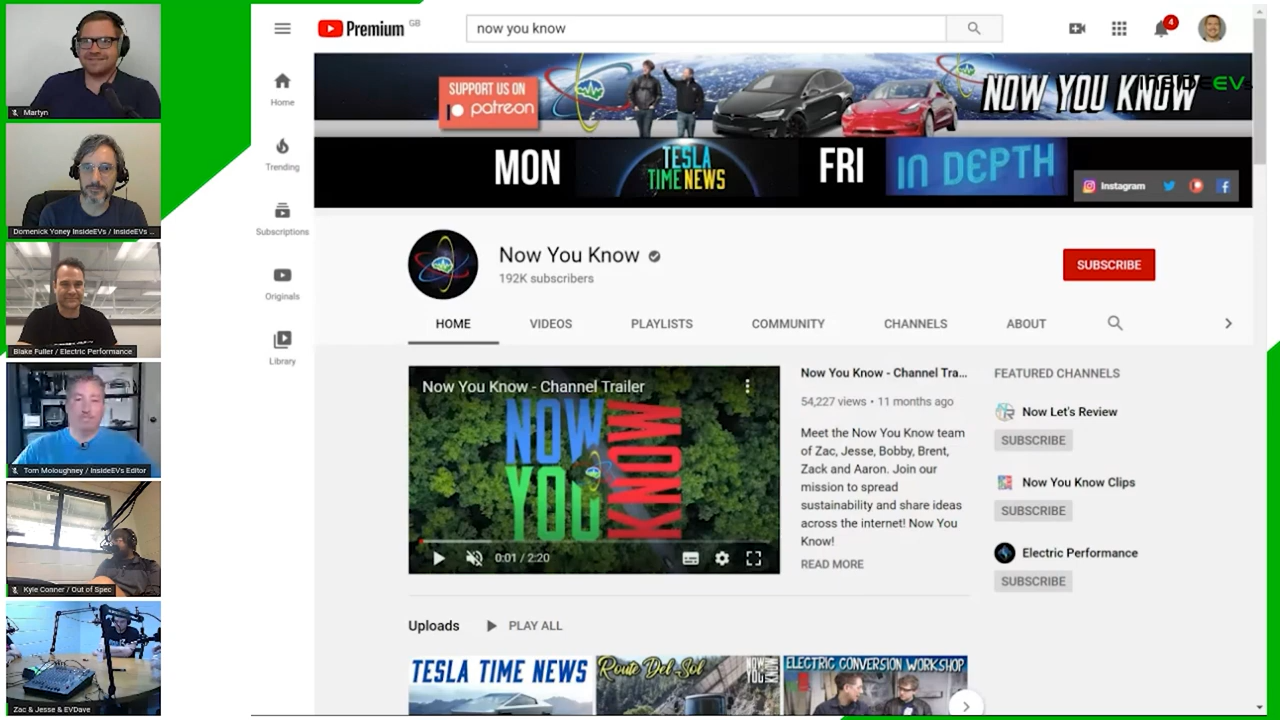 Martyn
Domenick Yoney InsideEVs / InsideEVs ...
Blake Fuller / Electric Performance
Tom Moloughney / InsideEVs Editor
Kyle Conner / Out of Spec
Zac & Jesse & EVDave
Premium GB
now you know
4
Home
Trending
Subscriptions
Originals
Library
SUPPORT US ON
patreon
NOW YOU KNOW
InsideEVs
MON
TESLA
TIME NEWS
FRI
IN DEPTH
Instagram
Now You Know
192K subscribers
SUBSCRIBE
HOME
VIDEOS
PLAYLISTS
COMMUNITY
CHANNELS
ABOUT
Now You Know - Channel Trailer
NOW
YOU
KNOW
0:01 / 2:20
Now You Know - Channel Tra...
54,227 views • 11 months ago
Meet the Now You Know team
of Zac, Jesse, Bobby, Brent,
Zack and Aaron. Join our
mission to spread
sustainability and share ideas
across the internet! Now You
Know!
READ MORE
FEATURED CHANNELS
Now Let's Review
SUBSCRIBE
Now You Know Clips
SUBSCRIBE
Electric Performance
SUBSCRIBE
Uploads
PLAY ALL
TESLA TIME NEWS
Route Del Sol
NOW
YOU
KNOW
ELECTRIC CONVERSION WORKSHOP